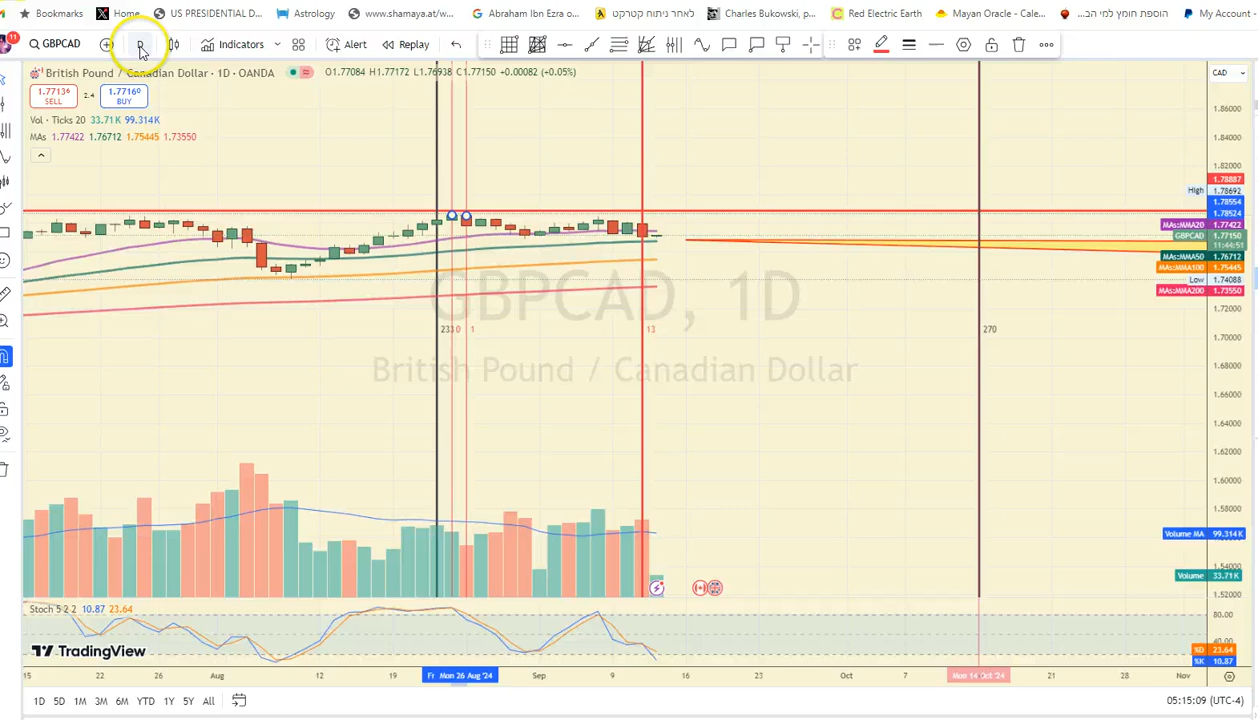 Bookmarks X Home US PRESIDENTIAL D... Astrology www.shamaya.at/w... Abraham Ibn Ezra o... לאחר ניתוח קטרקט Charles Bukowski, p... Red Electric Earth Mayan Oracle - Cale... הוספת חומץ למי הב... My Account -
11
GBPCAD D Indicators Alert Replay
British Pound / Canadian Dollar · 1D · OANDA O1.77084 H1.77172 L1.76938 C1.77150 +0.00082 (+0.05%) CAD
1.77136 2.4 1.77160
SELL BUY
Vol · Ticks 20 33.71K 99.314K
MAs 1.77422 1.76712 1.75445 1.73550
1.86000
1.84000
1.82000
1.78887
High 1.78692
1.78554
1.78524
MAs:MMA20 1.77422
GBPCAD 1.77150
11:44:51
MAs:MMA50 1.76712
MAs:MMA100 1.75445
Low 1.74088
MAs:MMA200 1.73550
GBPCAD, 1D
British Pound / Canadian Dollar
233 0 1 13 270
1.72000
1.70000
1.68000
1.66000
1.64000
1.62000
1.60000
1.58000
Volume MA 99.314K
Volume 33.71K
1.52000
Stoch 5 2 2 10.87 23.64
80.00
40.00
%D 23.64
%K 10.87
TradingView
15 22 26 Aug 12 19 Fr Mon 26 Aug '24 Sep 9 16 23 Oct 7 Mon 14 Oct '24 21 28 Nov
1D 5D 1M 3M 6M YTD 1Y 5Y All 05:15:09 (UTC-4)